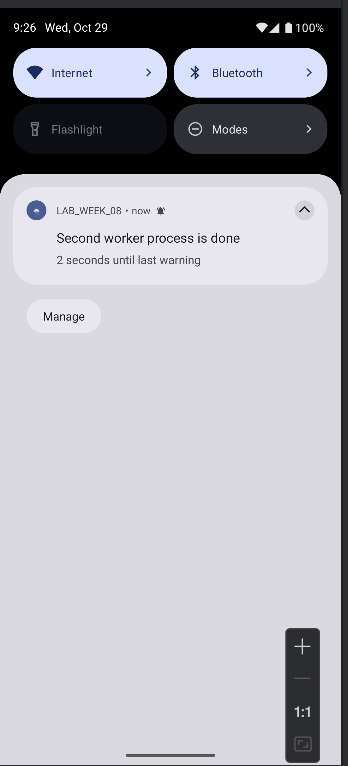 9:26 Wed, Oct 29 100%
Internet Bluetooth
Flashlight Modes
LAB_WEEK_08 • now
Second worker process is done
2 seconds until last warning
Manage
1:1